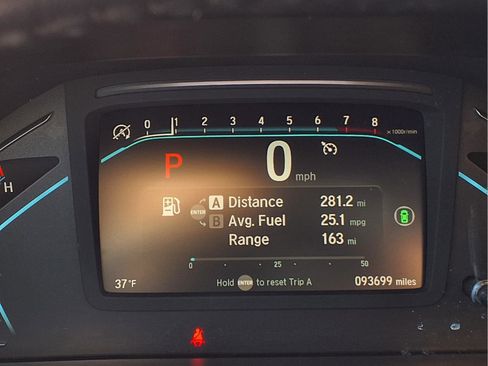 0 1 2 3 4 5 6 7 8
x1000r/min
P 0 mph
H
A Distance 281.2 mi
ENTER
B Avg. Fuel 25.1 mpg
Range 163 mi
0 25 50
37°F Hold ENTER to reset Trip A 093699 miles